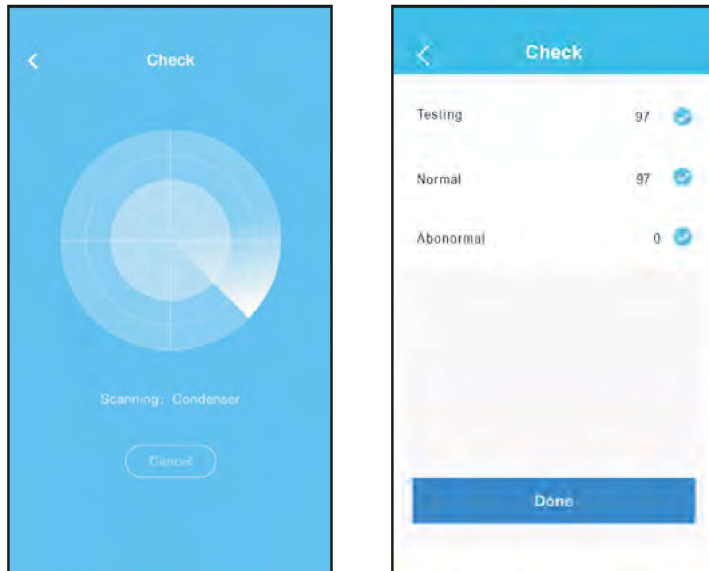 Check
Scanning: Condenser
Cancel
Check
Testing 97
Normal 97
Abonormal 0
Done